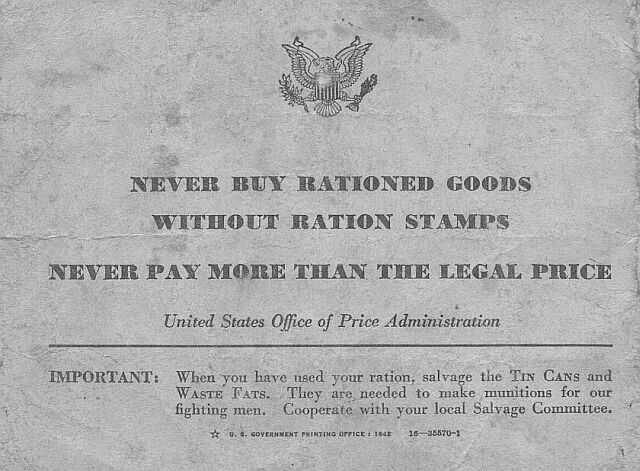 NEVER BUY RATIONED GOODS
WITHOUT RATION STAMPS
NEVER PAY MORE THAN THE LEGAL PRICE
United States Office of Price Administration
IMPORTANT: When you have used your ration, salvage the TIN CANS and
WASTE FATS. They are needed to make munitions for our
fighting men. Cooperate with your local Salvage Committee.
☆ U. S. GOVERNMENT PRINTING OFFICE : 1942 16—35570-1